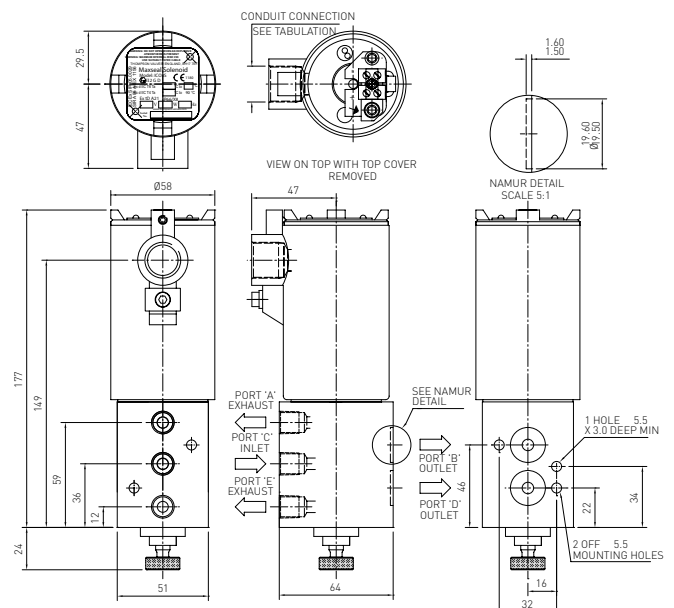 CONDUIT CONNECTION
SEE TABULATION
29.5
47
Maxseal Solenoid
VIEW ON TOP WITH TOP COVER
REMOVED
1.60
1.50
19.60
Ø19.50
NAMUR DETAIL
SCALE 5:1
Ø58
47
177
149
59
36
12
24
51
PORT 'A'
EXHAUST
PORT 'C'
INLET
PORT 'E'
EXHAUST
SEE NAMUR
DETAIL
PORT 'B'
OUTLET
PORT 'D'
OUTLET
64
1 HOLE 5.5
X 3.0 DEEP MIN
46
22
34
2 OFF 5.5
MOUNTING HOLES
16
32